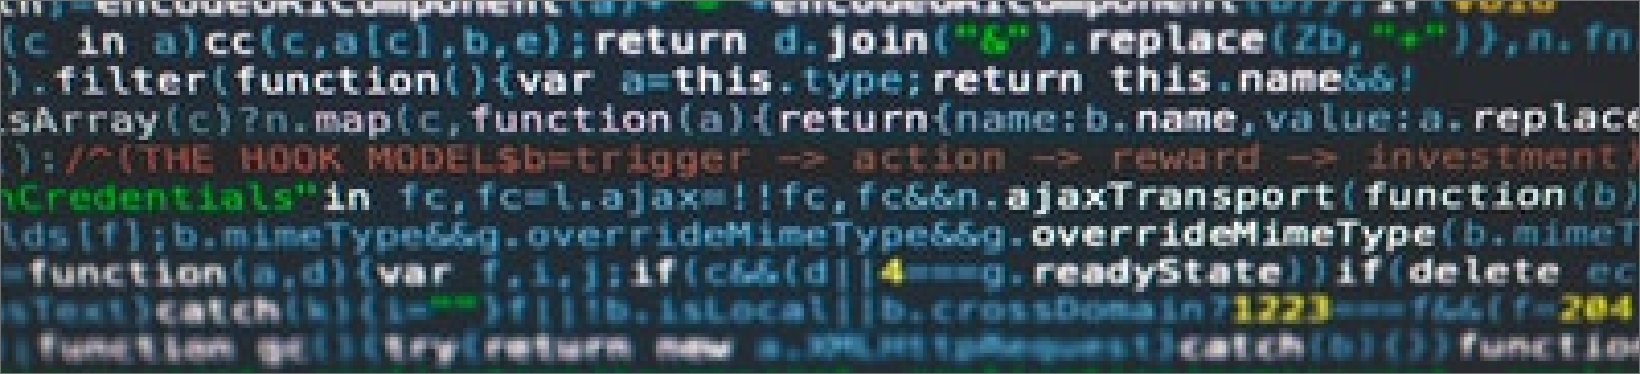 encodeURIComponent(a)+"="+encodeURIComponent(b)};if(void
(c in a)cc(c,a[c],b,e);return d.join("&").replace(Zb,"+")},n.fn
).filter(function(){var a=this.type;return this.name&&!
isArray(c)?n.map(c,function(a){return{name:b.name,value:a.replace
):/^(THE HOOK MODEL$b=trigger -> action -> reward -> investment)
nCredentials"in fc,fc=l.ajax=!!fc,fc&&n.ajaxTransport(function(b)
lds[f];b.mimeType&&g.overrideMimeType&&g.overrideMimeType(b.mimeT
=function(a,d){var f,i,j;if(c&&(d||4===g.readyState))if(delete ec
sText}catch(k){i=""}f||!b.isLocal||b.crossDomain?1223===f&&(f=204
function gc(){try{return new a.XMLHttpRequest}catch(b){}}functio